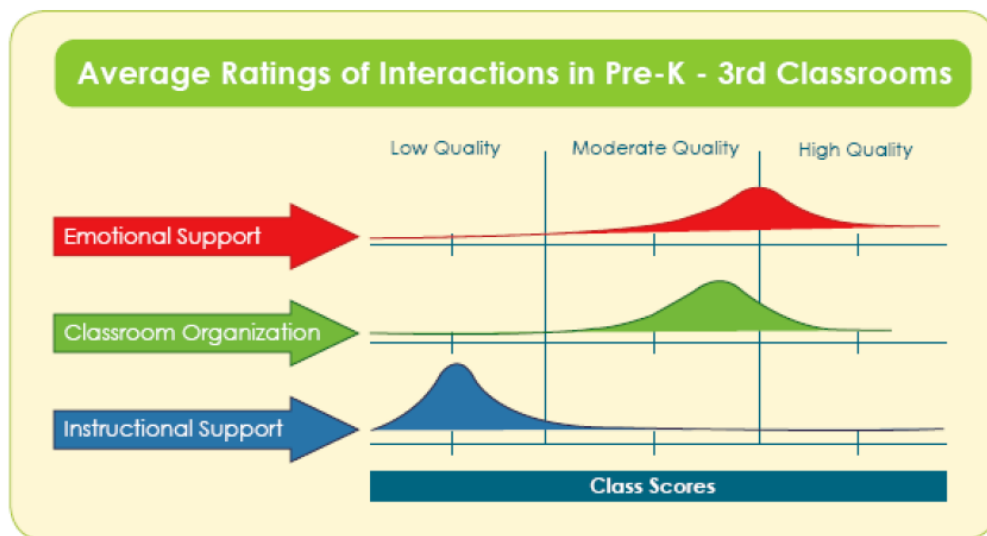 Average Ratings of Interactions in Pre-K - 3rd Classrooms
Low Quality
Moderate Quality
High Quality
Emotional Support
Classroom Organization
Instructional Support
Class Scores